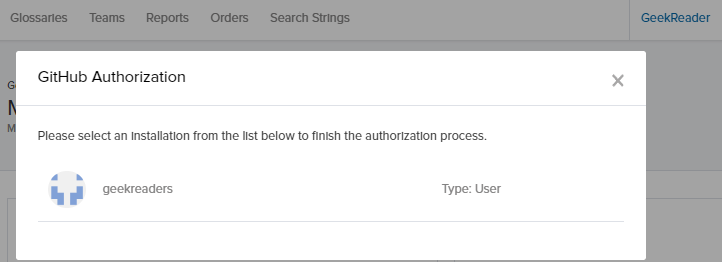 Glossaries Teams Reports Orders Search Strings GeekReader
GitHub Authorization
Please select an installation from the list below to finish the authorization process.
geekreaders Type: User